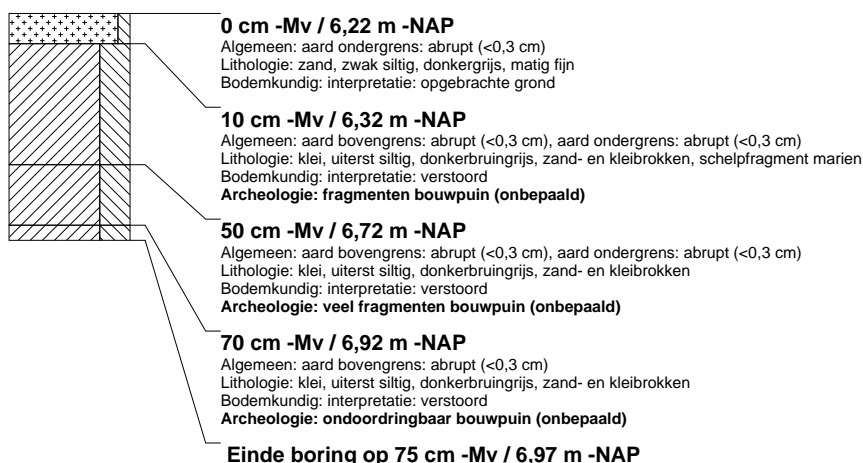 0 cm -Mv / 6,22 m -NAP
Algemeen: aard ondergrens: abrupt (<0,3 cm)
Lithologie: zand, zwak siltig, donkergrijs, matig fijn
Bodemkundig: interpretatie: opgebrachte grond
10 cm -Mv / 6,32 m -NAP
Algemeen: aard bovengrens: abrupt (<0,3 cm), aard ondergrens: abrupt (<0,3 cm)
Lithologie: klei, uiterst siltig, donkerbruingrijs, zand- en kleibrokken, schelpfragment marien
Bodemkundig: interpretatie: verstoord
Archeologie: fragmenten bouwpuin (onbepaald)
50 cm -Mv / 6,72 m -NAP
Algemeen: aard bovengrens: abrupt (<0,3 cm), aard ondergrens: abrupt (<0,3 cm)
Lithologie: klei, uiterst siltig, donkerbruingrijs, zand- en kleibrokken
Bodemkundig: interpretatie: verstoord
Archeologie: veel fragmenten bouwpuin (onbepaald)
70 cm -Mv / 6,92 m -NAP
Algemeen: aard bovengrens: abrupt (<0,3 cm)
Lithologie: klei, uiterst siltig, donkerbruingrijs, zand- en kleibrokken
Bodemkundig: interpretatie: verstoord
Archeologie: ondoordringbaar bouwpuin (onbepaald)
Einde boring op 75 cm -Mv / 6,97 m -NAP